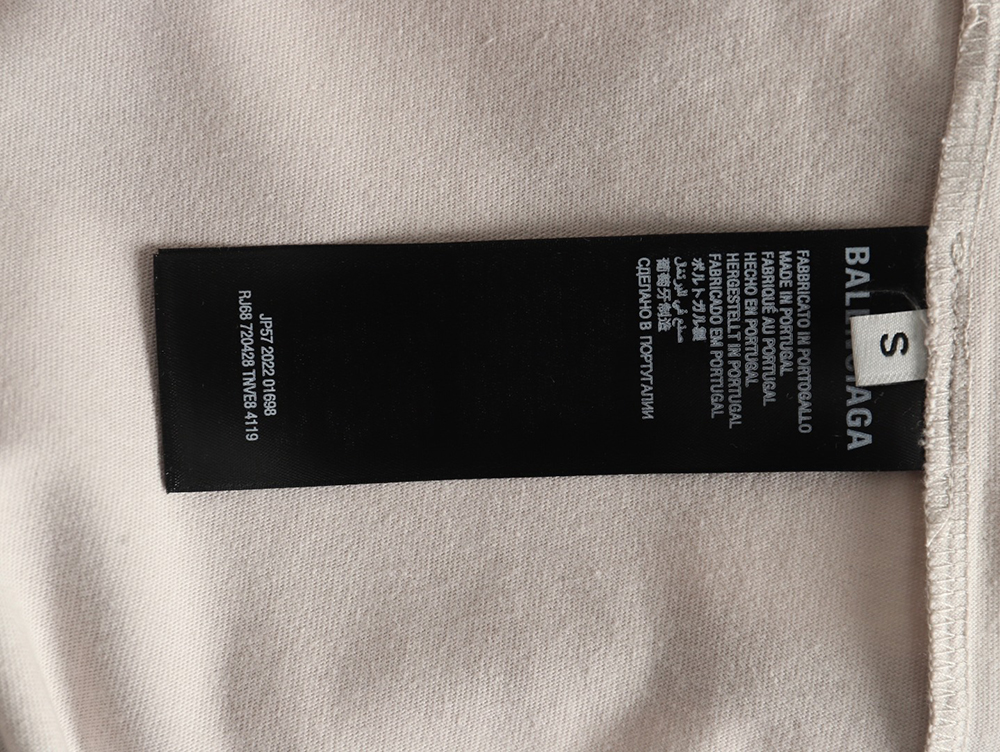 BALENCIAGA
S
FABBRICATO IN PORTOGALLO
MADE IN PORTUGAL
FABRIQUÉ AU PORTUGAL
HECHO EN PORTUGAL
HERGESTELLT IN PORTUGAL
FABRICADO EM PORTUGAL
ポルトガル製
صنع في البرتغال
葡萄牙制造
СДЕЛАНО В ПОРТУГАЛИИ
JP57 2022 01698
RJ68 720428 TNVE8 4119